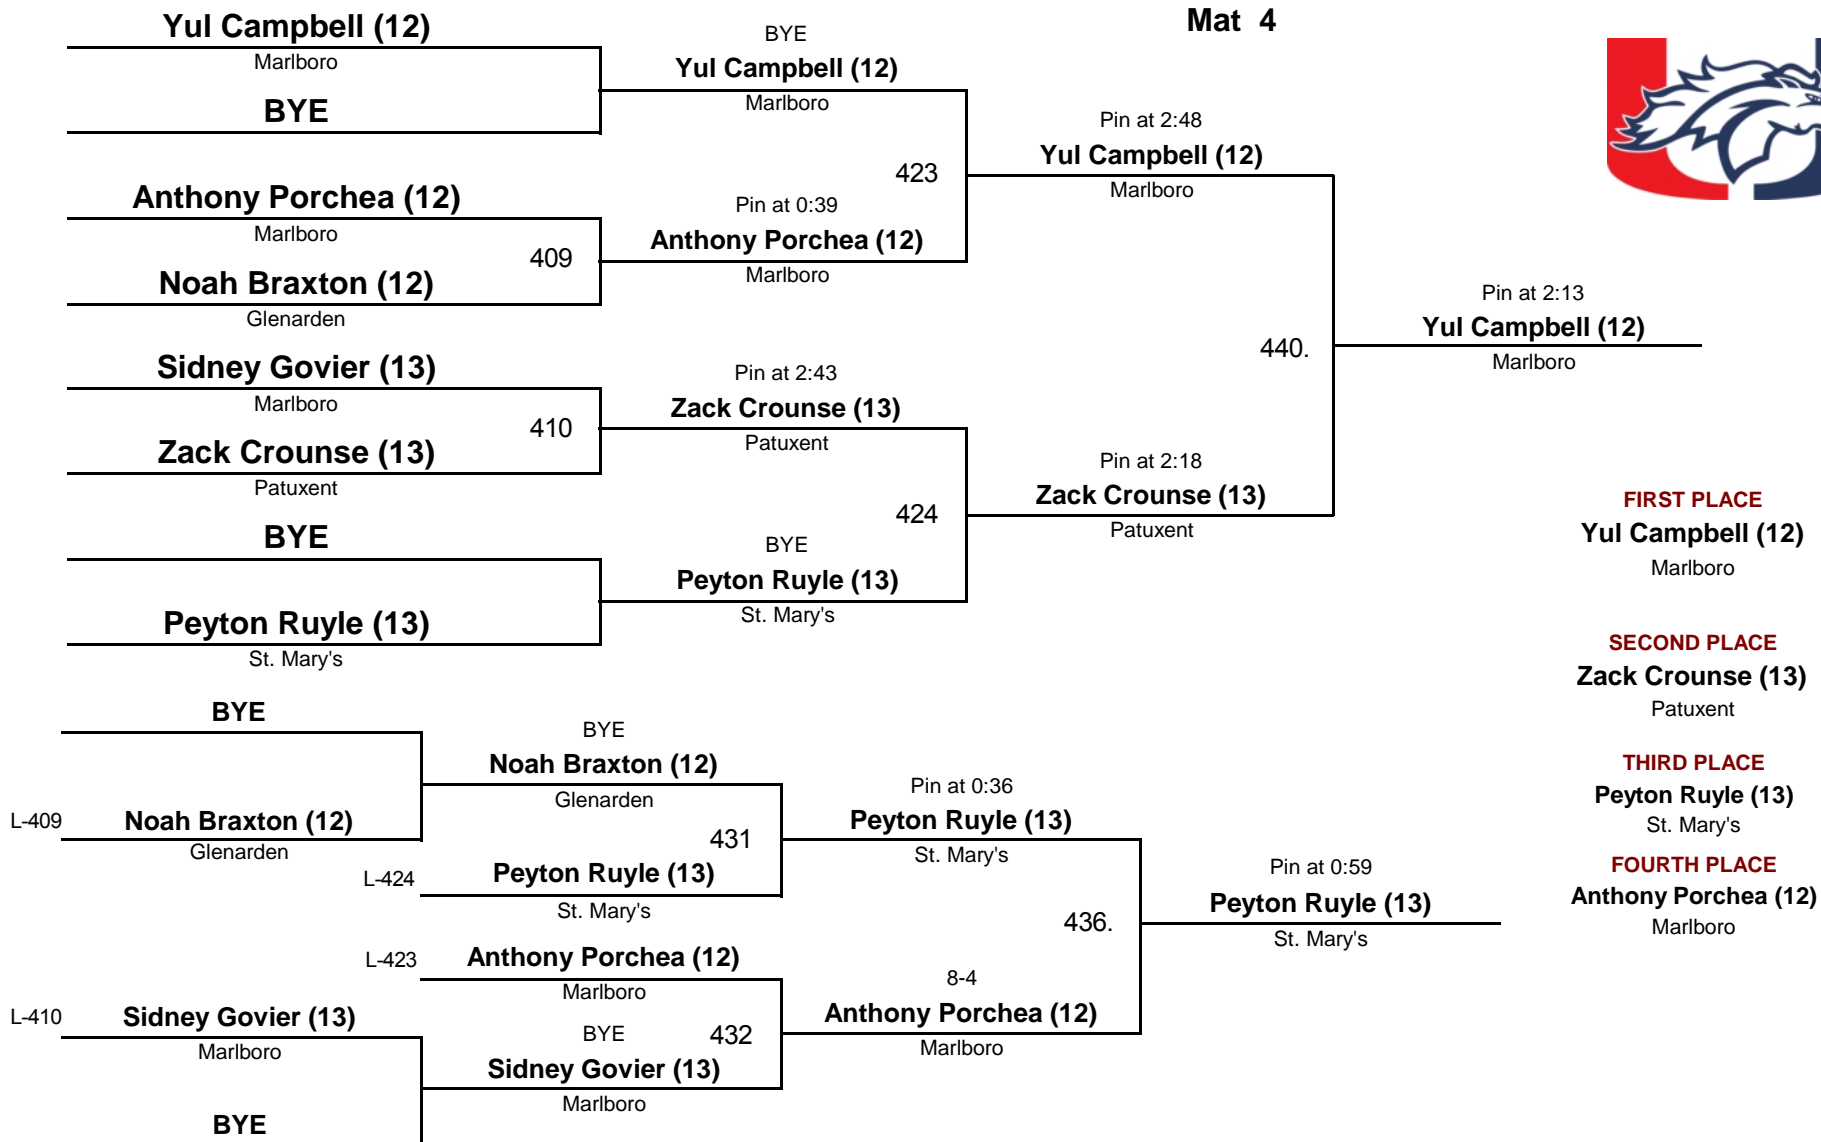 Mat 4
Yul Campbell (12)
Marlboro
BYE
Anthony Porchea (12)
Marlboro
409
Noah Braxton (12)
Glenarden
Sidney Govier (13)
Marlboro
410
Zack Crounse (13)
Patuxent
BYE
Peyton Ruyle (13)
St. Mary's
BYE
Yul Campbell (12)
Marlboro
423
Pin at 0:39
Anthony Porchea (12)
Marlboro
Pin at 2:43
Zack Crounse (13)
Patuxent
424
BYE
Peyton Ruyle (13)
St. Mary's
Pin at 2:48
Yul Campbell (12)
Marlboro
440.
Pin at 2:18
Zack Crounse (13)
Patuxent
Pin at 2:13
Yul Campbell (12)
Marlboro
BYE
L-409
Noah Braxton (12)
Glenarden
L-410
Sidney Govier (13)
Marlboro
BYE
BYE
Noah Braxton (12)
Glenarden
431
L-424
Peyton Ruyle (13)
St. Mary's
L-423
Anthony Porchea (12)
Marlboro
BYE
432
Sidney Govier (13)
Marlboro
Pin at 0:36
Peyton Ruyle (13)
St. Mary's
436.
8-4
Anthony Porchea (12)
Marlboro
Pin at 0:59
Peyton Ruyle (13)
St. Mary's
FIRST PLACE
Yul Campbell (12)
Marlboro
SECOND PLACE
Zack Crounse (13)
Patuxent
THIRD PLACE
Peyton Ruyle (13)
St. Mary's
FOURTH PLACE
Anthony Porchea (12)
Marlboro